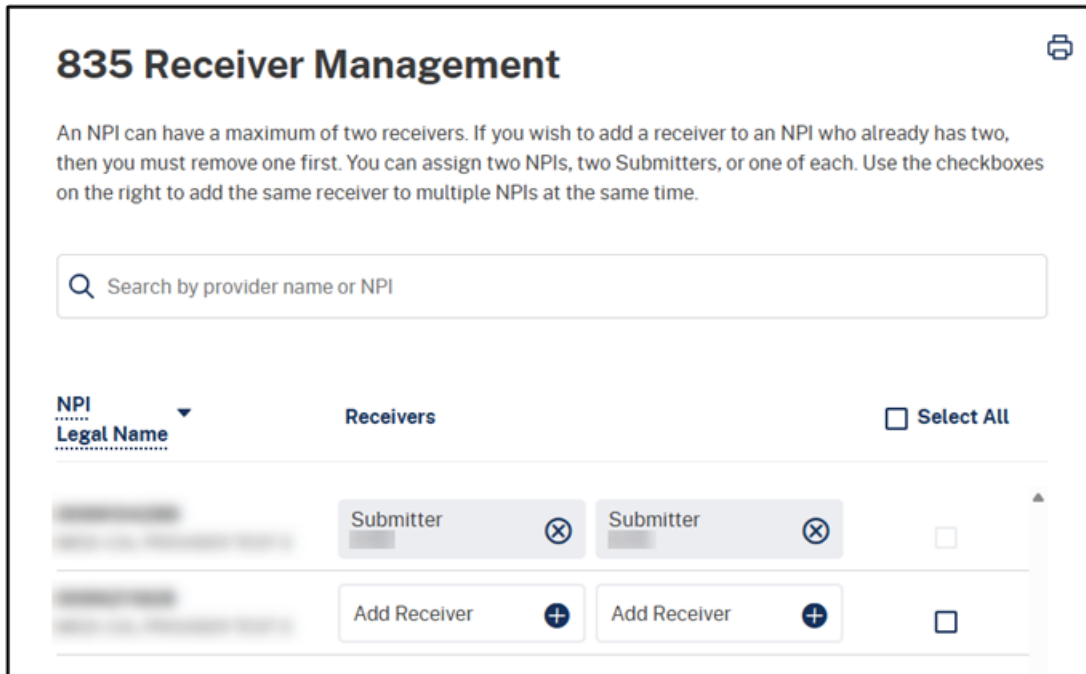 835 Receiver Management
An NPI can have a maximum of two receivers. If you wish to add a receiver to an NPI who already has two,
then you must remove one first. You can assign two NPIs, two Submitters, or one of each. Use the checkboxes
on the right to add the same receiver to multiple NPIs at the same time.
Search by provider name or NPI
NPI
Legal Name
Receivers
Select All
Submitter
Submitter
Add Receiver
Add Receiver